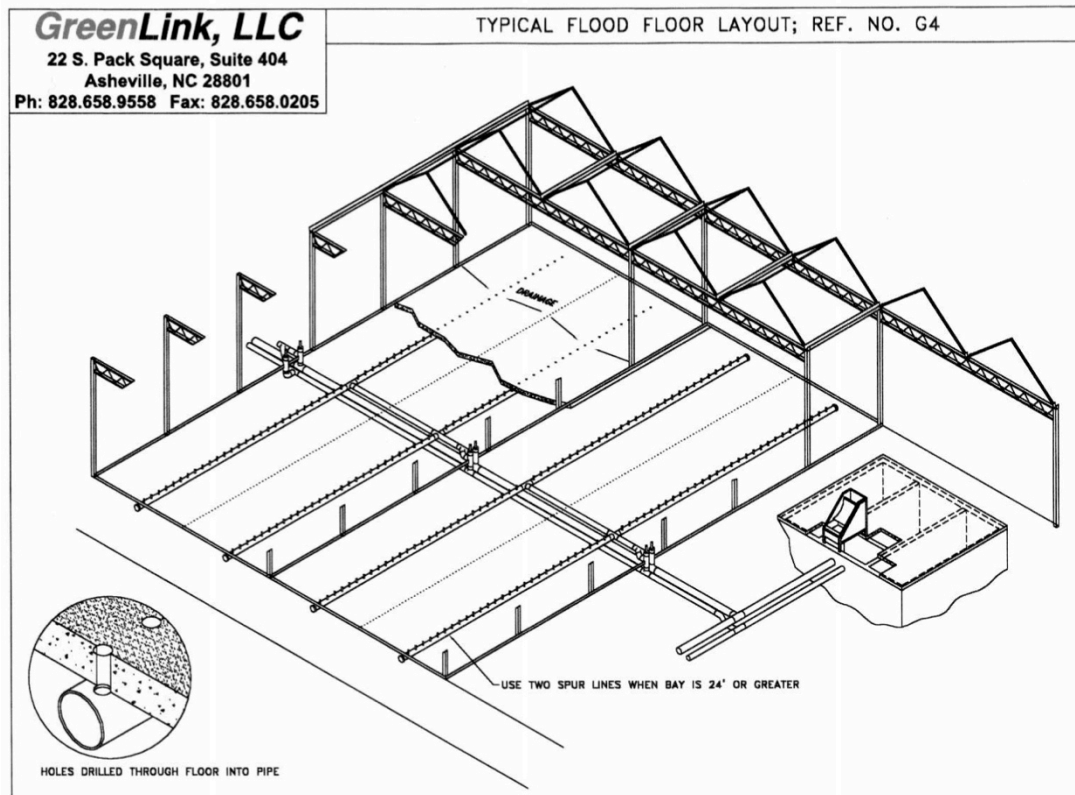 GreenLink, LLC
22 S. Pack Square, Suite 404
Asheville, NC 28801
Ph: 828.658.9558 Fax: 828.658.0205
TYPICAL FLOOD FLOOR LAYOUT; REF. NO. G4
DRAINAGE
USE TWO SPUR LINES WHEN BAY IS 24' OR GREATER
HOLES DRILLED THROUGH FLOOR INTO PIPE